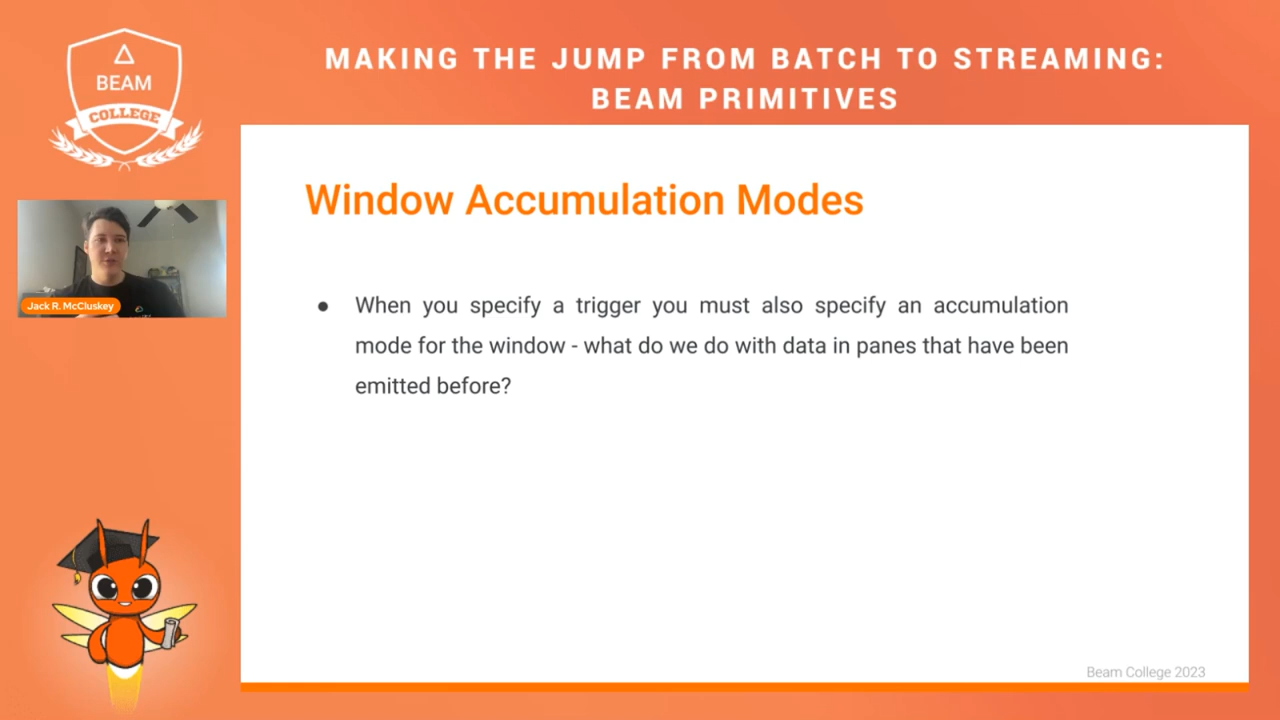 BEAM
COLLEGE
MAKING THE JUMP FROM BATCH TO STREAMING:
BEAM PRIMITIVES
Jack R. McCluskey
Window Accumulation Modes
● When you specify a trigger you must also specify an accumulation
mode for the window - what do we do with data in panes that have been
emitted before?
Beam College 2023